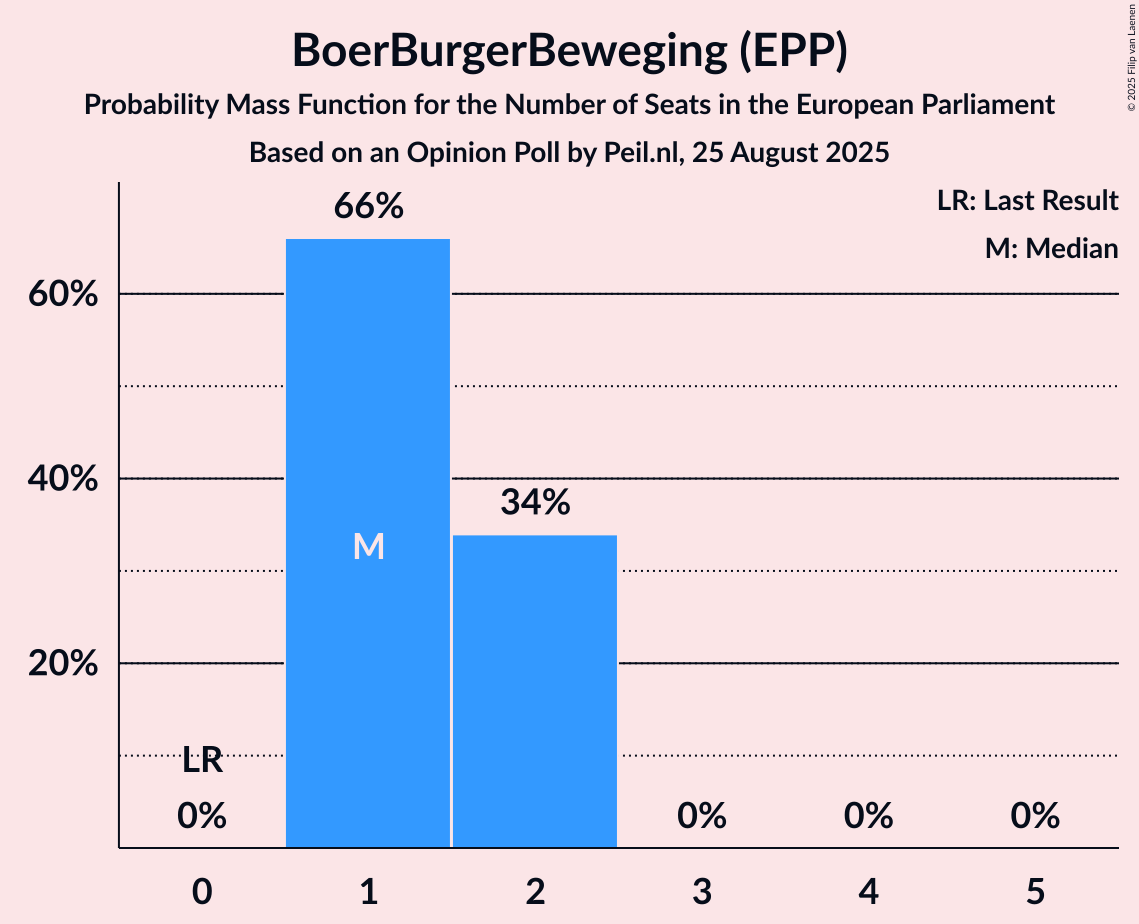 BoerBurgerBeweging (EPP)
Probability Mass Function for the Number of Seats in the European Parliament
Based on an Opinion Poll by Peil.nl, 25 August 2025
© 2025 Filip van Laenen
LR: Last Result
M: Median
66%
60%
40%
34%
M
20%
LR
0%
0%
0%
0%
0
1
2
3
4
5